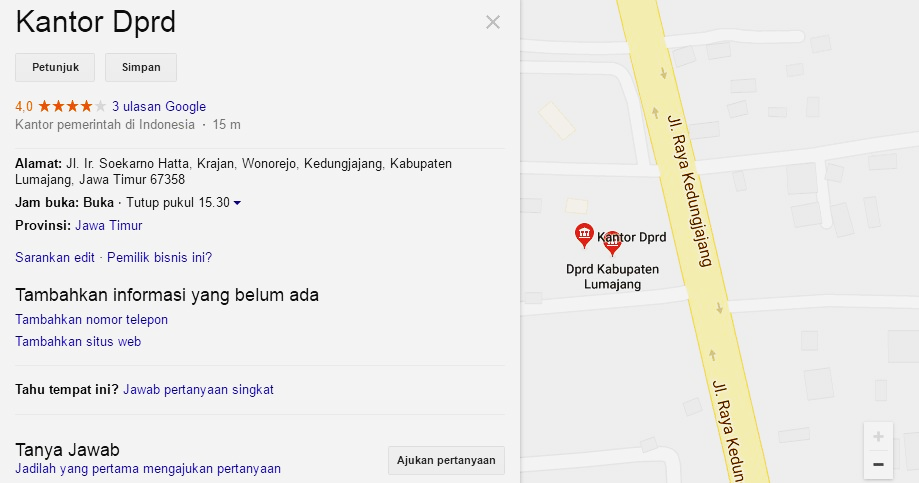 Kantor Dprd
Petunjuk
Simpan
4,0 ★★★★★ 3 ulasan Google
Kantor pemerintah di Indonesia · 15 m
Alamat: Jl. Ir. Soekarno Hatta, Krajan, Wonorejo, Kedungjajang, Kabupaten
Lumajang, Jawa Timur 67358
Jam buka: Buka · Tutup pukul 15.30
Provinsi: Jawa Timur
Sarankan edit · Pemilik bisnis ini?
Tambahkan informasi yang belum ada
Tambahkan nomor telepon
Tambahkan situs web
Tahu tempat ini? Jawab pertanyaan singkat
Tanya Jawab
Jadilah yang pertama mengajukan pertanyaan
Ajukan pertanyaan
Jl. Raya Kedungjajang
Kantor Dprd
Dprd Kabupaten
Lumajang
Jl. Raya Kedun